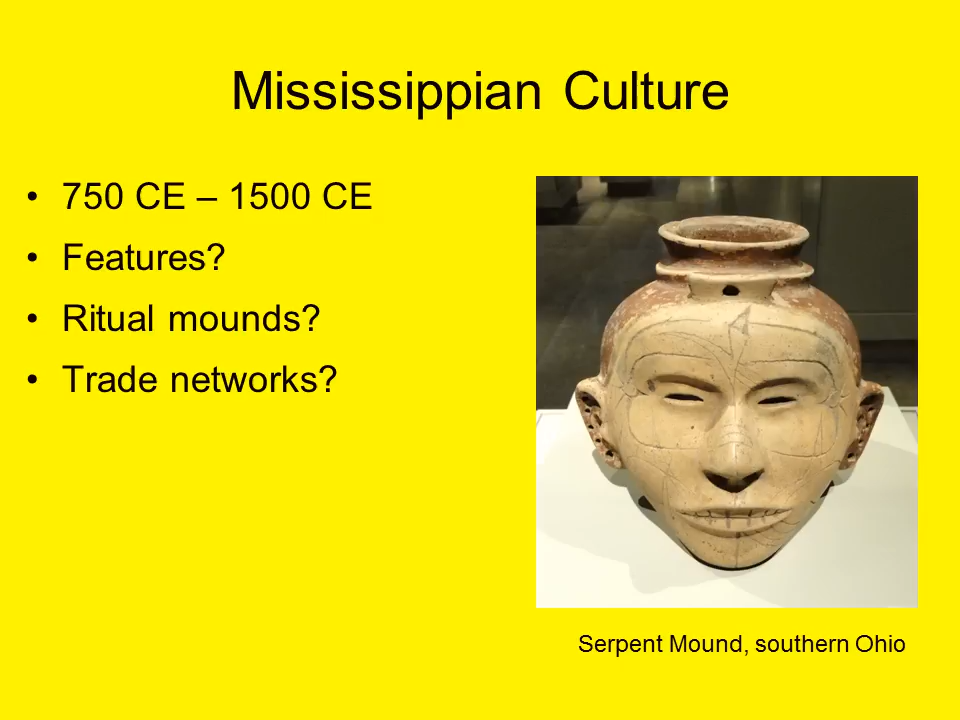 Mississippian Culture
• 750 CE – 1500 CE
• Features?
• Ritual mounds?
• Trade networks?
Serpent Mound, southern Ohio